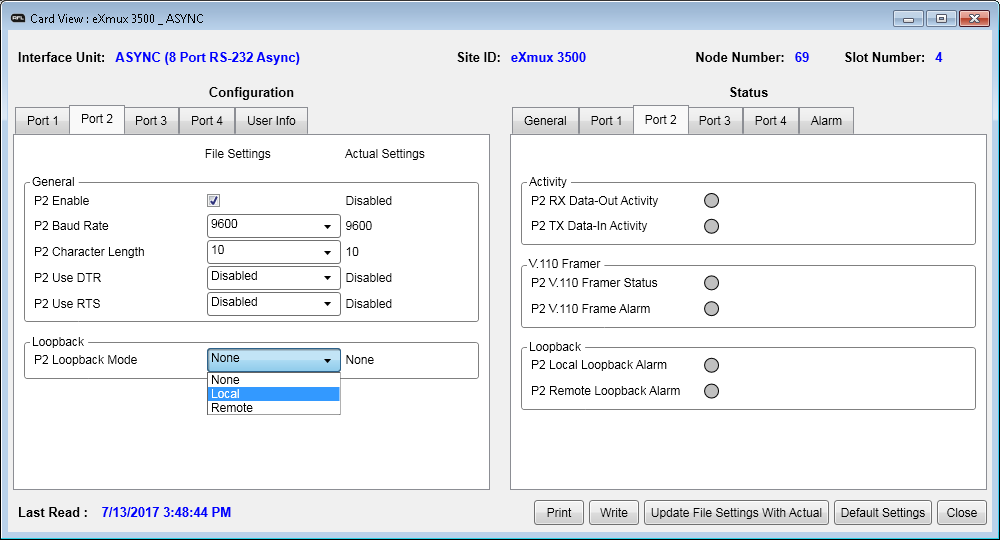 AFL Card View : eXmux 3500 _ ASYNC
Interface Unit: ASYNC (8 Port RS-232 Async) Site ID: eXmux 3500 Node Number: 69 Slot Number: 4
Configuration
Port 1 Port 2 Port 3 Port 4 User Info
File Settings Actual Settings
General
P2 Enable Disabled
P2 Baud Rate 9600 9600
P2 Character Length 10 10
P2 Use DTR Disabled Disabled
P2 Use RTS Disabled Disabled
Loopback
P2 Loopback Mode None None
None
Local
Remote
Status
General Port 1 Port 2 Port 3 Port 4 Alarm
Activity
P2 RX Data-Out Activity
P2 TX Data-In Activity
V.110 Framer
P2 V.110 Framer Status
P2 V.110 Frame Alarm
Loopback
P2 Local Loopback Alarm
P2 Remote Loopback Alarm
Last Read : 7/13/2017 3:48:44 PM
Print Write Update File Settings With Actual Default Settings Close